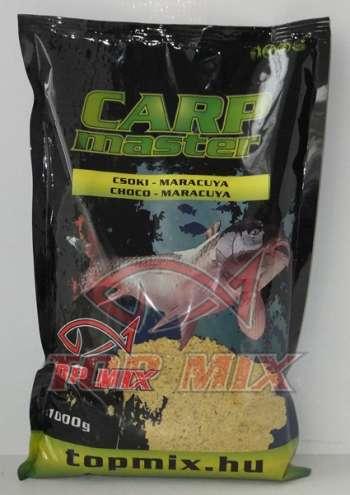 CARP
master
CSOKI - MARACUYA
CHOCO - MARACUYA
TOP MIX
TOP MIX
1000g
topmix.hu